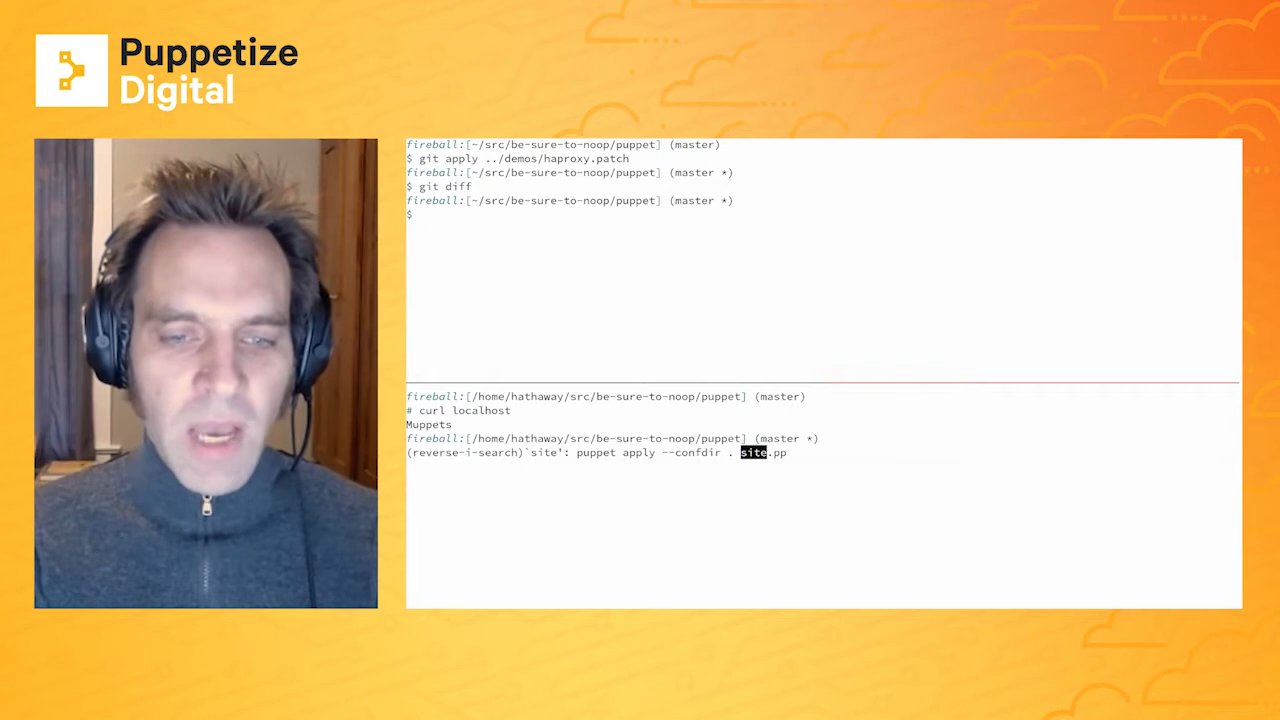 Puppetize
Digital
fireball:[~/src/be-sure-to-noop/puppet] (master)
$ git apply ../demos/haproxy.patch
fireball:[~/src/be-sure-to-noop/puppet] (master *)
$ git diff
fireball:[~/src/be-sure-to-noop/puppet] (master *)
$
fireball:[/home/hathaway/src/be-sure-to-noop/puppet] (master)
# curl localhost
Muppets
fireball:[/home/hathaway/src/be-sure-to-noop/puppet] (master *)
(reverse-i-search)`site': puppet apply --confdir . site.pp